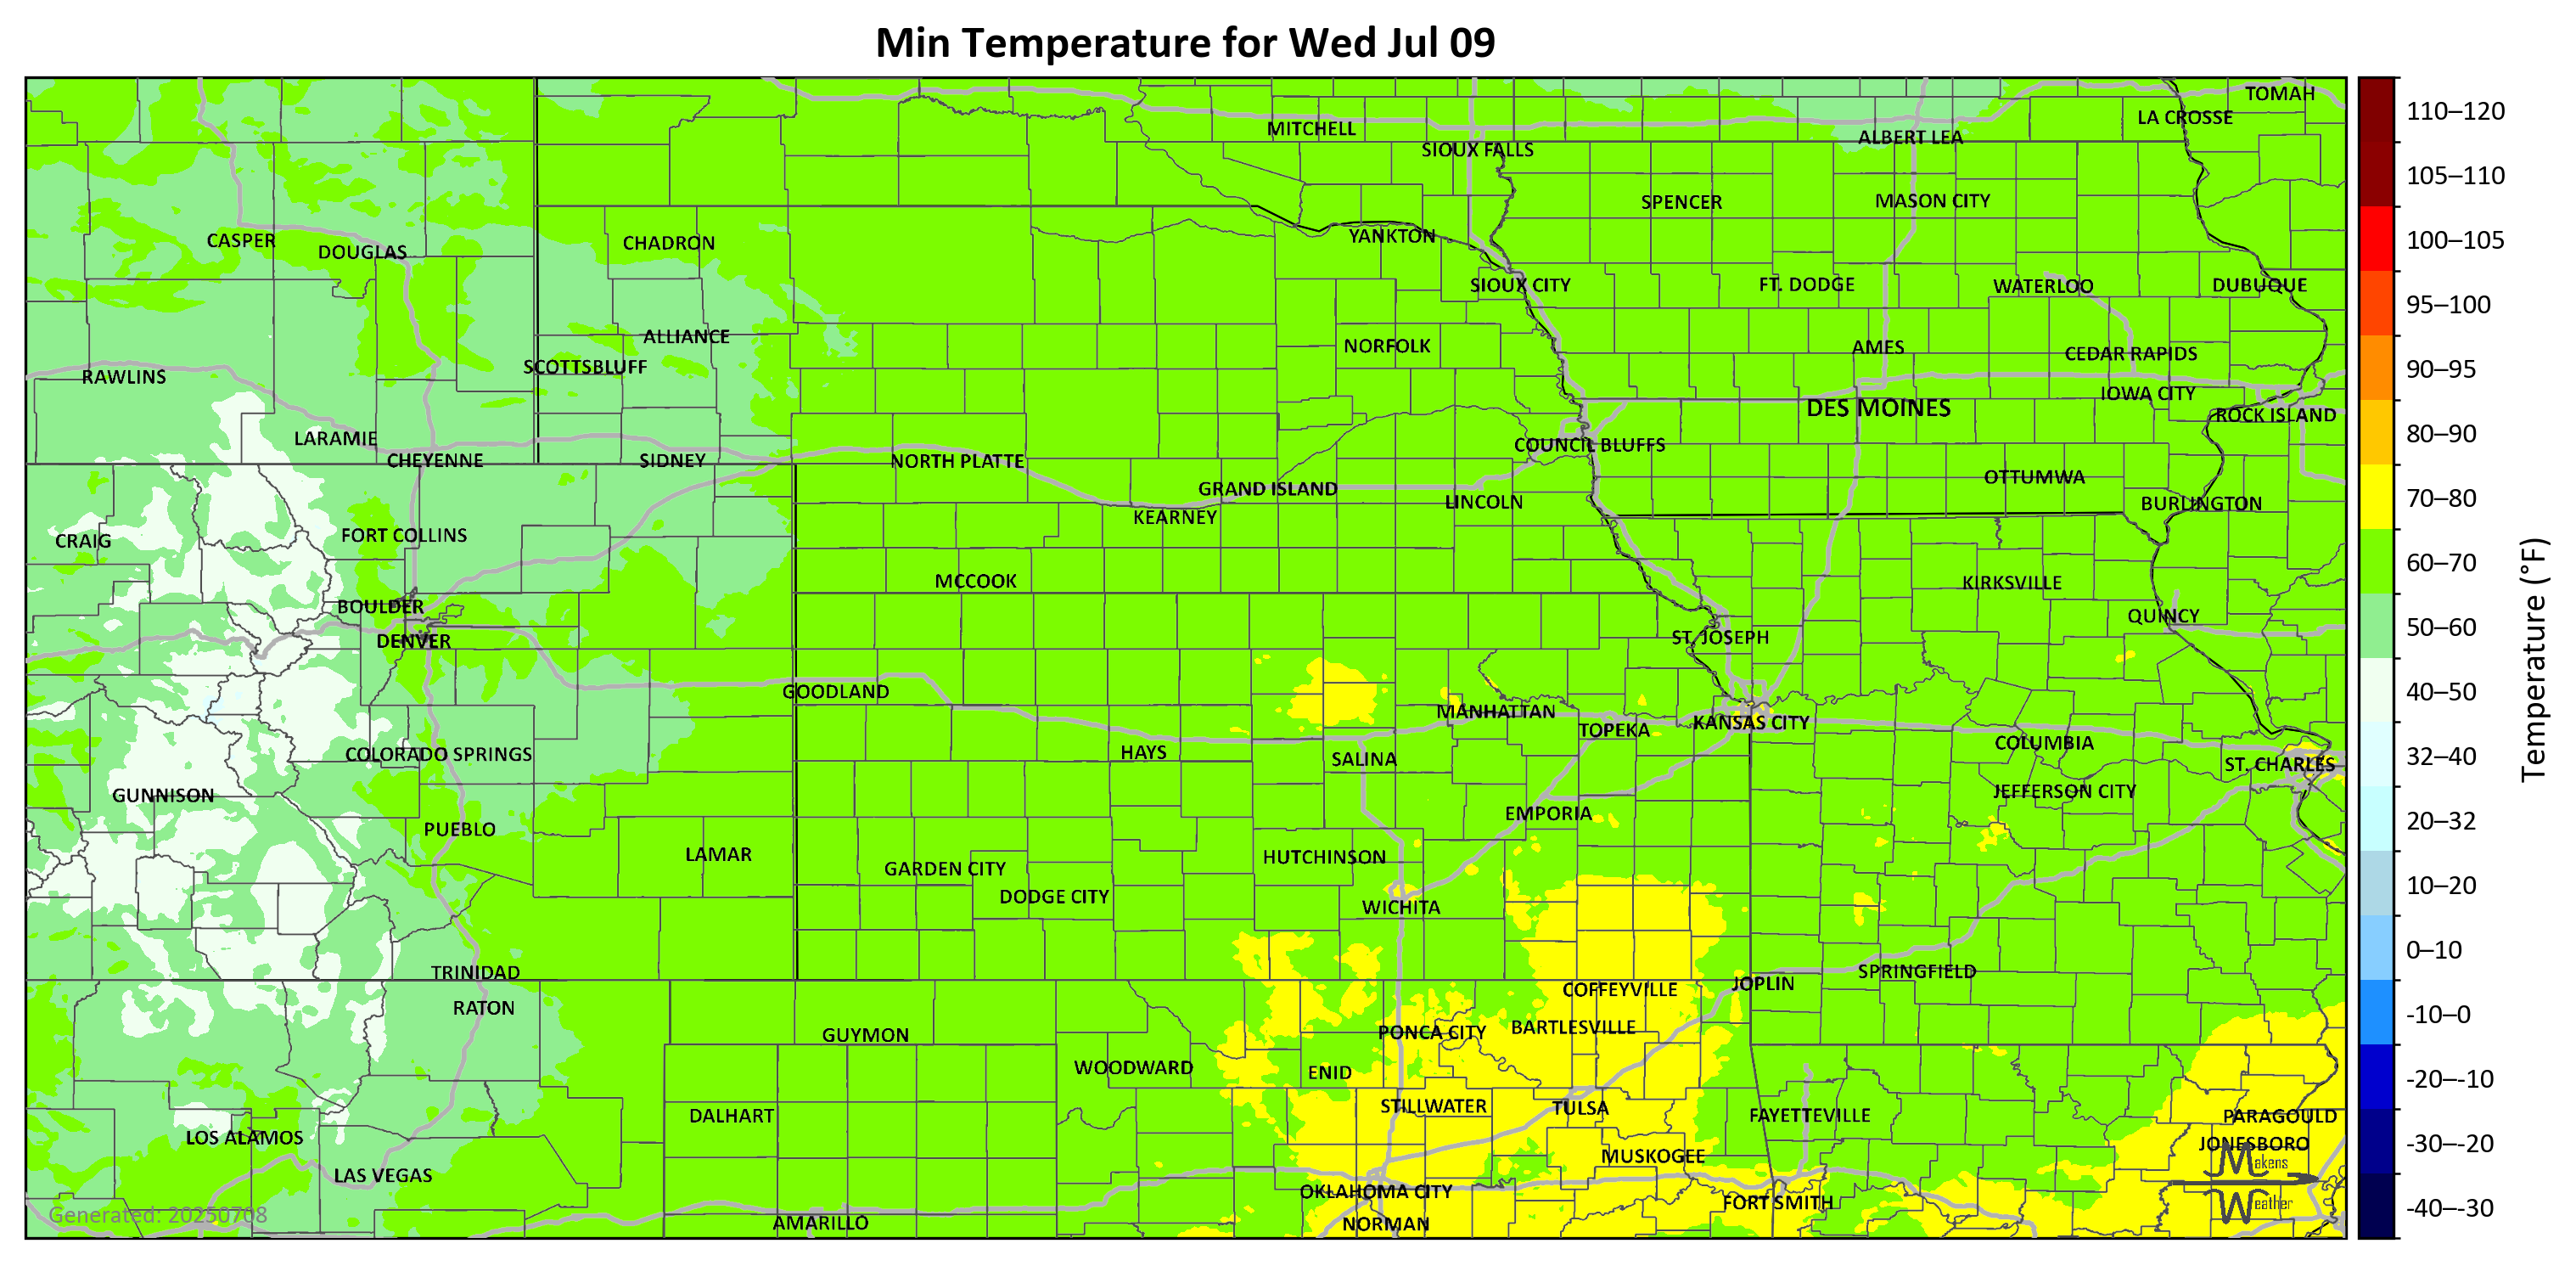 Min Temperature for Wed Jul 09
TOMAH
LA CROSSE
MITCHELL
ALBERT LEA
SIOUX FALLS
SPENCER
MASON CITY
CASPER
DOUGLAS
CHADRON
YANKTON
SIOUX CITY
FT. DODGE
WATERLOO
DUBUQUE
ALLIANCE
NORFOLK
AMES
CEDAR RAPIDS
SCOTTSBLUFF
RAWLINS
IOWA CITY
DES MOINES
ROCK ISLAND
LARAMIE
COUNCIL BLUFFS
CHEYENNE
SIDNEY
NORTH PLATTE
OTTUMWA
GRAND ISLAND
LINCOLN
BURLINGTON
KEARNEY
FORT COLLINS
CRAIG
MCCOOK
KIRKSVILLE
BOULDER
QUINCY
DENVER
ST. JOSEPH
GOODLAND
MANHATTAN
KANSAS CITY
TOPEKA
COLUMBIA
COLORADO SPRINGS
HAYS
SALINA
ST. CHARLES
GUNNISON
JEFFERSON CITY
EMPORIA
PUEBLO
LAMAR
HUTCHINSON
GARDEN CITY
DODGE CITY
WICHITA
TRINIDAD
SPRINGFIELD
JOPLIN
COFFEYVILLE
RATON
BARTLESVILLE
PONCA CITY
GUYMON
WOODWARD
ENID
STILLWATER
TULSA
DALHART
FAYETTEVILLE
PARAGOULD
LOS ALAMOS
JONESBORO
MUSKOGEE
LAS VEGAS
OKLAHOMA CITY
FORT SMITH
AMARILLO
NORMAN
Generated: 20250708
Makens
Weather
110–120
105–110
100–105
95–100
90–95
80–90
70–80
60–70
50–60
40–50
32–40
20–32
10–20
0–10
-10–0
-20–-10
-30–-20
-40–-30
Temperature (°F)